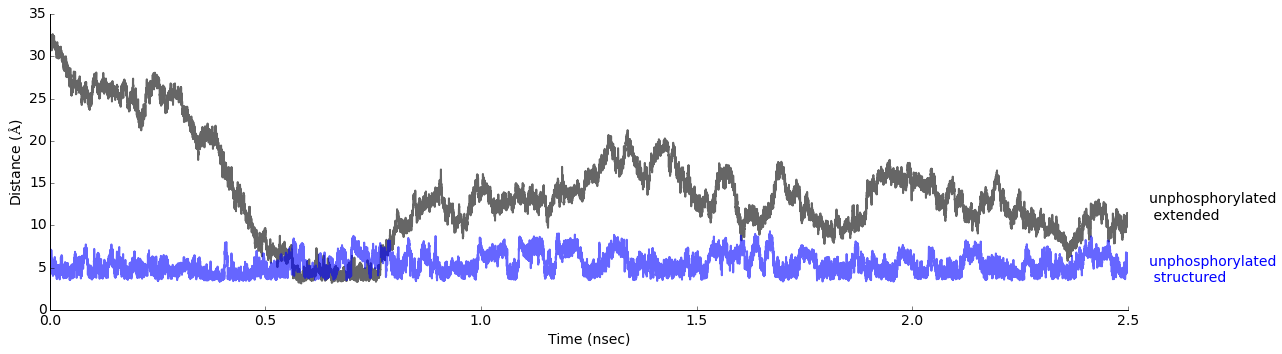 35
30
25
20
15
10
5
0
Distance (Å)
0.0
0.5
1.0
1.5
2.0
2.5
Time (nsec)
unphosphorylated
extended
unphosphorylated
structured